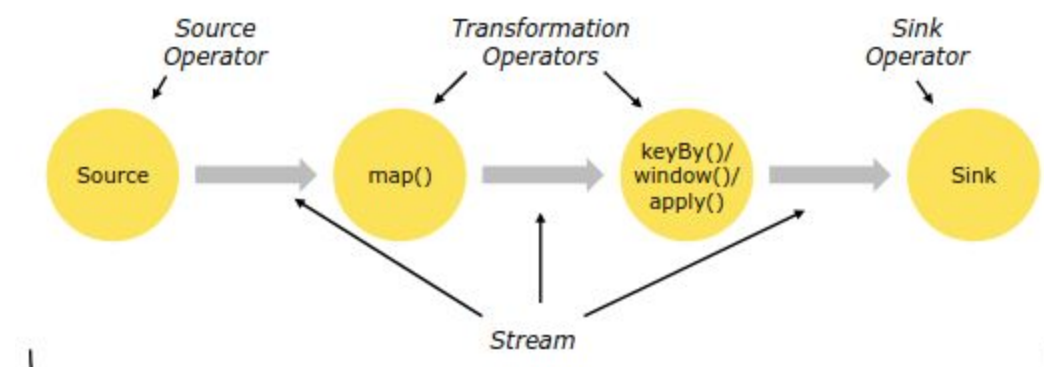 Source
Operator
Transformation
Operators
Sink
Operator
Source
map()
keyBy()/
window()/
apply()
Sink
Stream